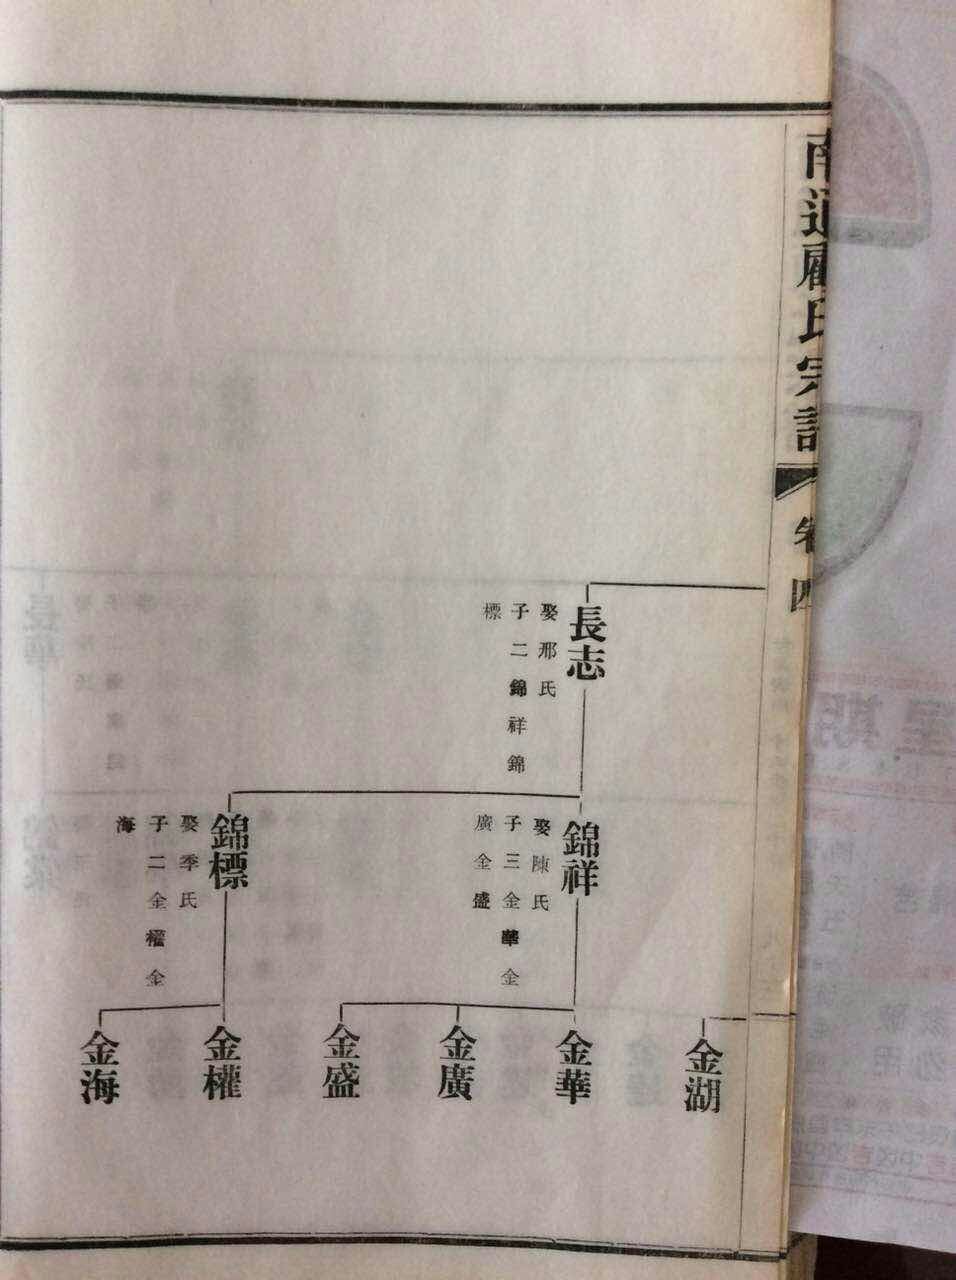 南通顧氏宗譜
卷四
長志
娶邢氏
子二錦祥錦
標
錦祥
娶陳氏
子三金華金
廣金盛
錦標
娶季氏
子二金權金
海
金湖
金華
金廣
金盛
金權
金海
星期